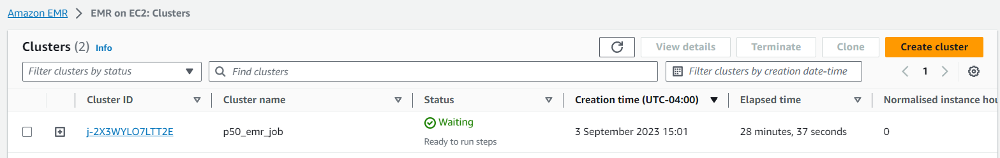 Amazon EMR > EMR on EC2: Clusters
Clusters (2) Info View details Terminate Clone Create cluster
Filter clusters by status Find clusters Filter clusters by creation date-time 1
Cluster ID Cluster name Status Creation time (UTC-04:00) Elapsed time Normalised instance hou
j-2X3WYLO7LTT2E p50_emr_job Waiting 3 September 2023 15:01 28 minutes, 37 seconds 0
Ready to run steps